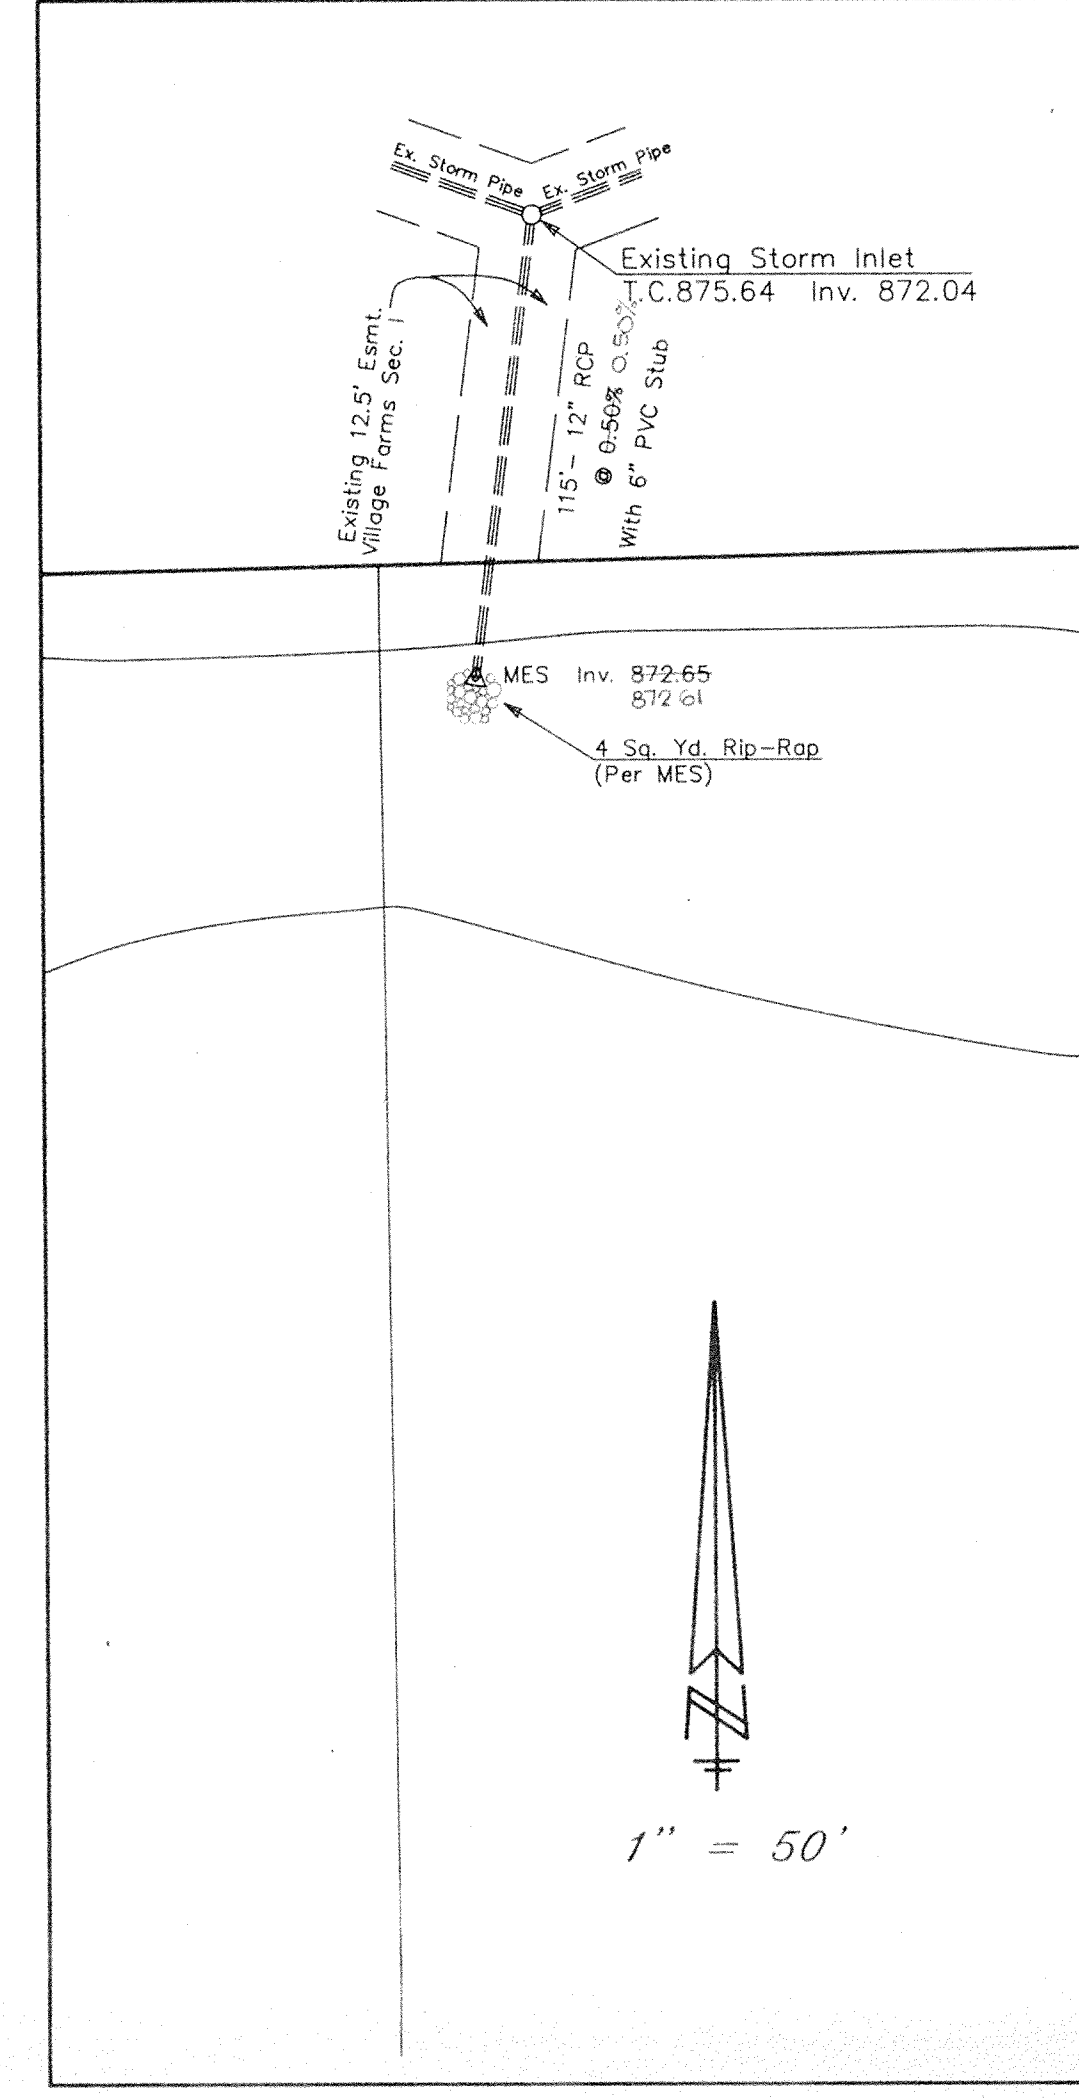 Ex. Storm Pipe
Ex. Storm Pipe
Existing Storm Inlet
T.C.875.64 Inv. 872.04
Existing 12.5' Esmt.
Village Farms Sec. 1
115'- 12" RCP
@ 0.50% 0.50%
With 6" PVC Stub
MES Inv. 872.65
872.61
4 Sq. Yd. Rip-Rap
(Per MES)
N
1" = 50'